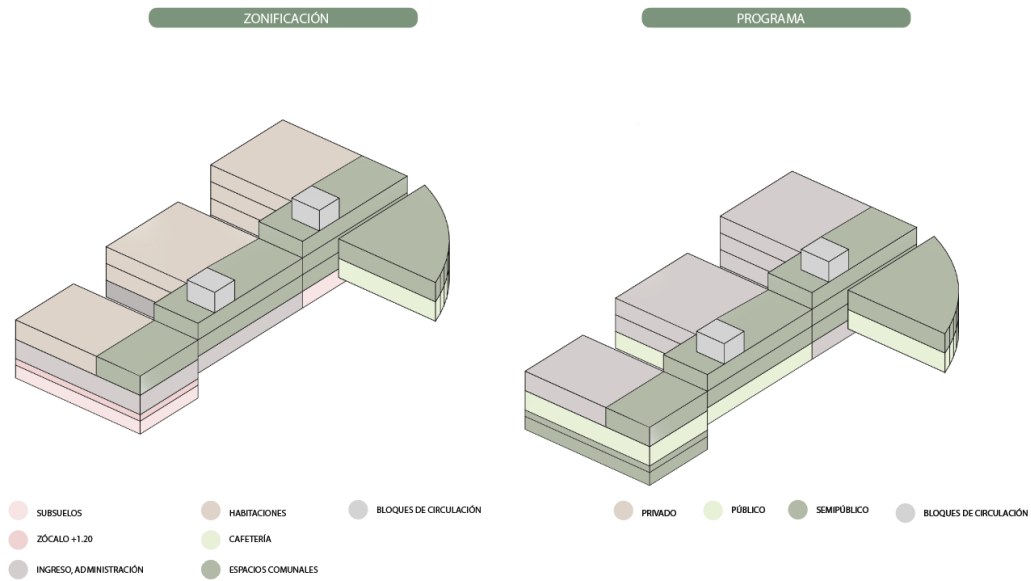 ZONIFICACIÓN
PROGRAMA
SUBSUELOS
HABITACIONES
BLOQUES DE CIRCULACIÓN
ZÓCALO +1.20
CAFETERÍA
INGRESO, ADMINISTRACIÓN
ESPACIOS COMUNALES
PRIVADO
PÚBLICO
SEMIPÚBLICO
BLOQUES DE CIRCULACIÓN